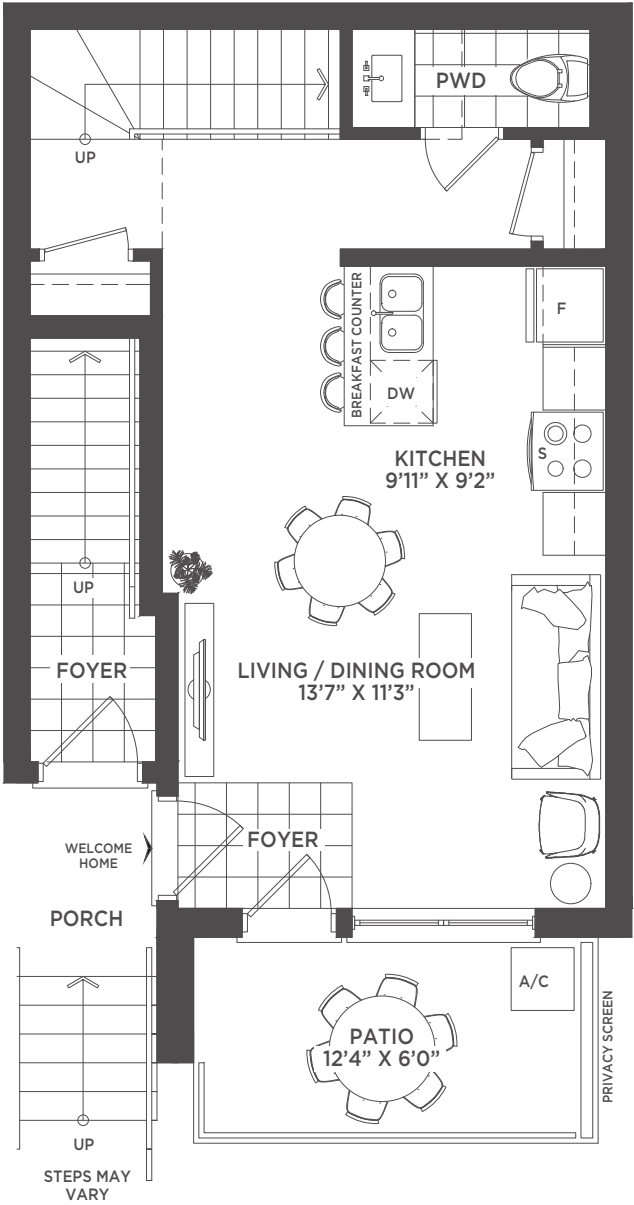 PWD
UP
BREAKFAST COUNTER
F
DW
S
KITCHEN
9’11” X 9’2”
UP
FOYER
LIVING / DINING ROOM
13’7” X 11’3”
WELCOME
HOME
FOYER
PORCH
A/C
PRIVACY SCREEN
PATIO
12’4” X 6’0”
UP
STEPS MAY
VARY